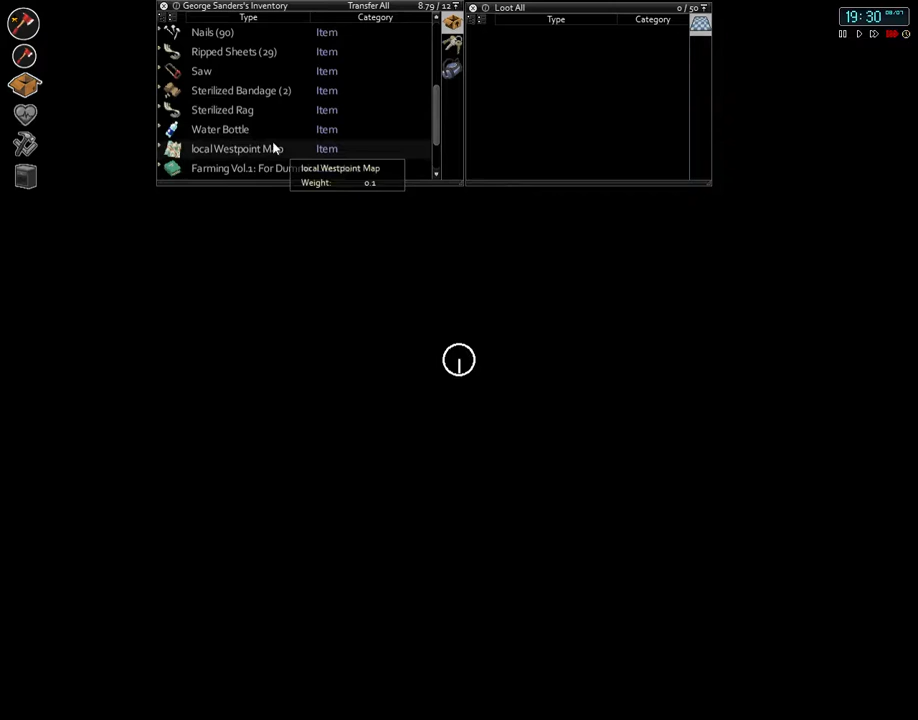 George Sanders's Inventory Transfer All 8.79 / 12
Type Category
Nails (90) Item
Ripped Sheets (29) Item
Saw Item
Sterilized Bandage (2) Item
Sterilized Rag Item
Water Bottle Item
local Westpoint Map Item
Farming Vol.1: For Dum
local Westpoint Map
Weight: 0.1
Loot All 0 / 50
Type Category
19:30 08/07